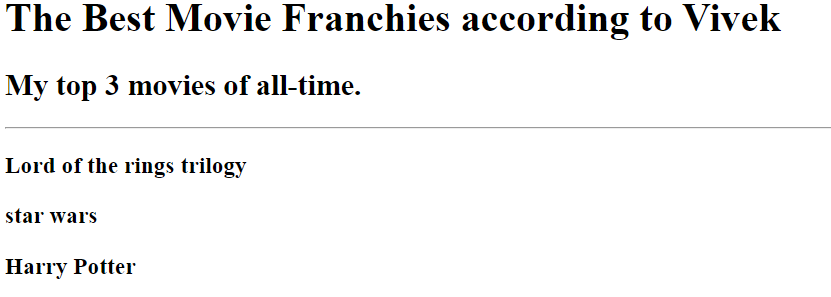 The Best Movie Franchies according to Vivek
My top 3 movies of all-time.
Lord of the rings trilogy
star wars
Harry Potter